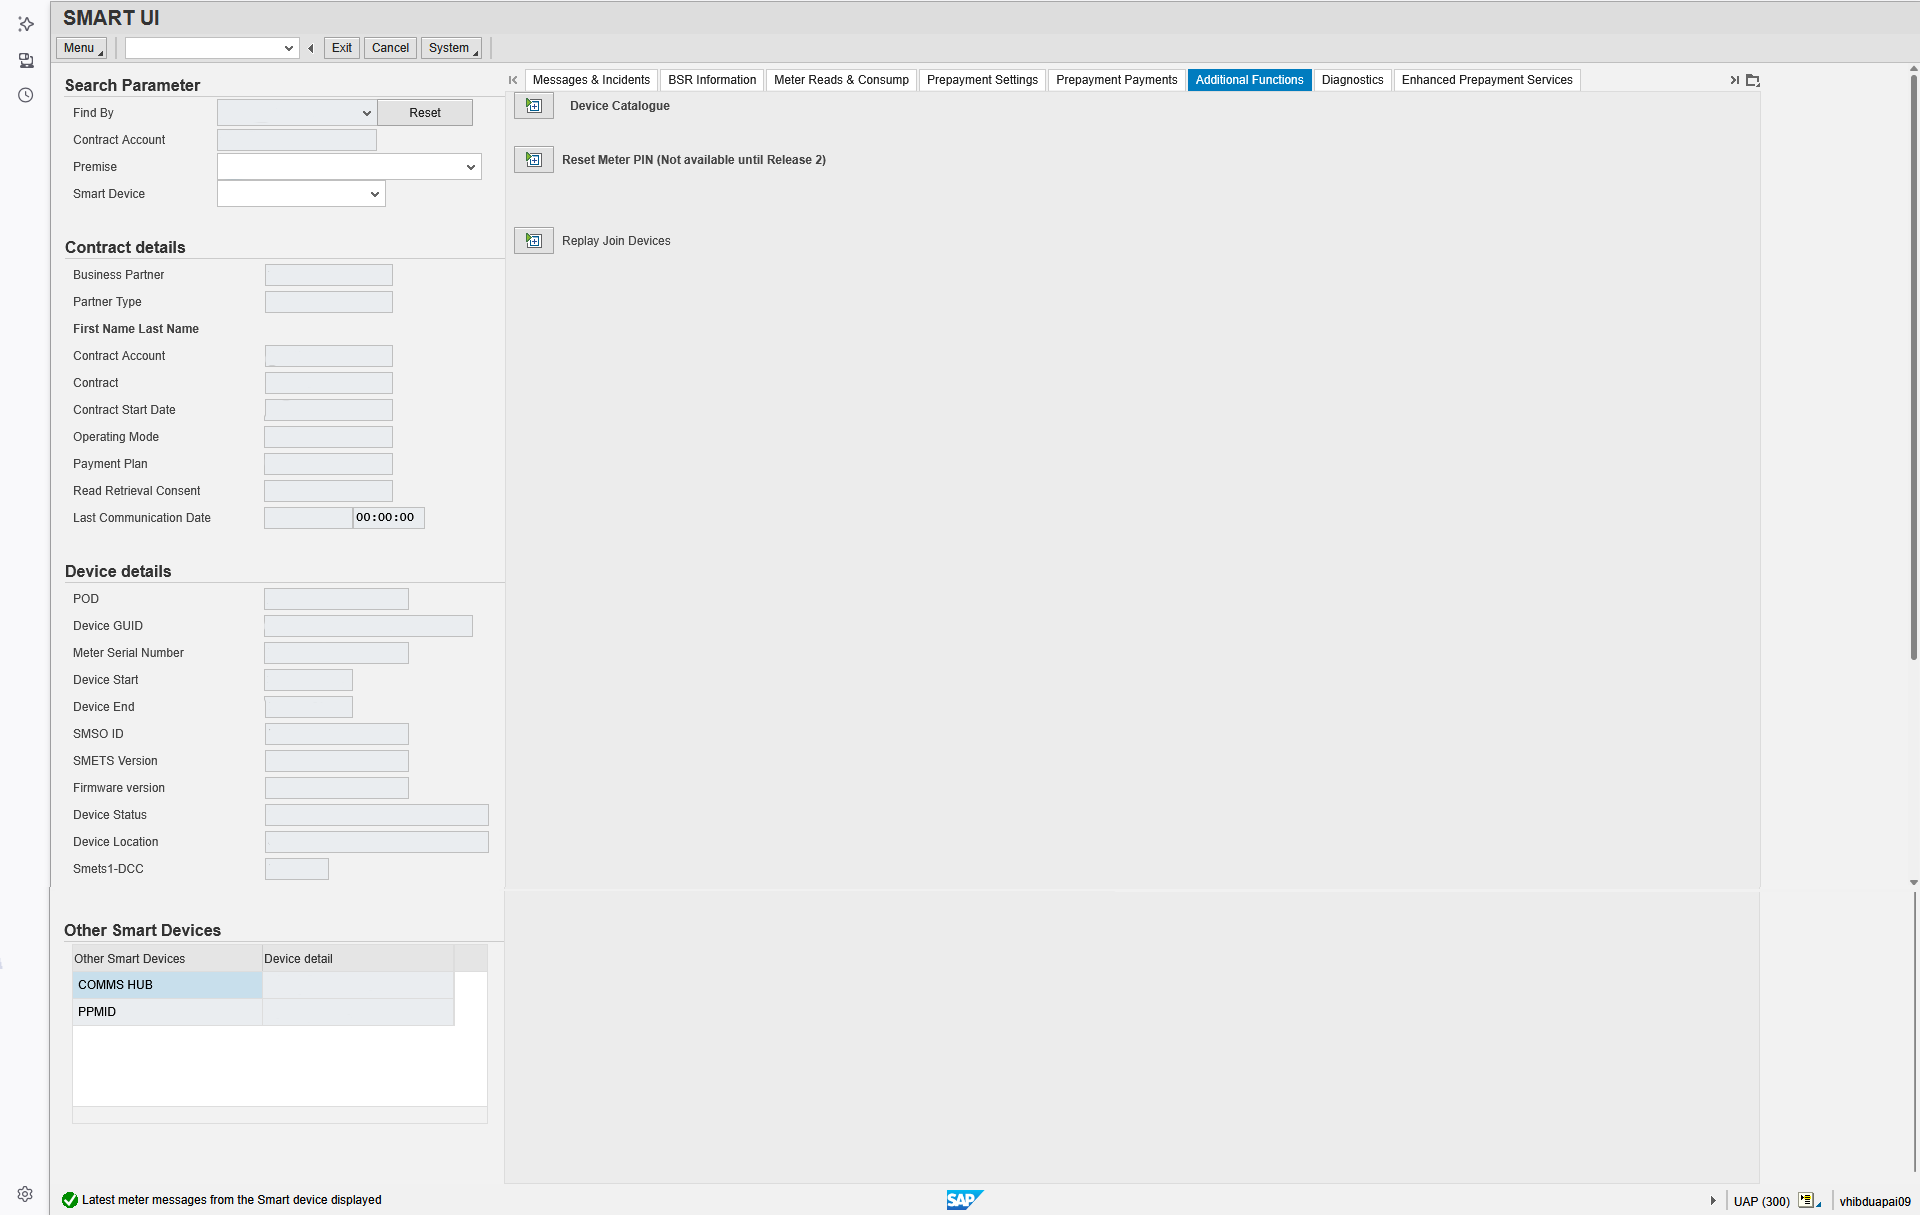 SMART UI
Menu
Exit
Cancel
System
Search Parameter
Find By
Reset
Contract Account
Premise
Smart Device
Contract details
Business Partner
Partner Type
First Name Last Name
Contract Account
Contract
Contract Start Date
Operating Mode
Payment Plan
Read Retrieval Consent
Last Communication Date
00:00:00
Device details
POD
Device GUID
Meter Serial Number
Device Start
Device End
SMSO ID
SMETS Version
Firmware version
Device Status
Device Location
Smets1-DCC
Other Smart Devices
Other Smart Devices
Device detail
COMMS HUB
PPMID
Messages & Incidents
BSR Information
Meter Reads & Consump
Prepayment Settings
Prepayment Payments
Additional Functions
Diagnostics
Enhanced Prepayment Services
Device Catalogue
Reset Meter PIN (Not available until Release 2)
Replay Join Devices
Latest meter messages from the Smart device displayed
SAP
UAP (300)
vhibduapai09